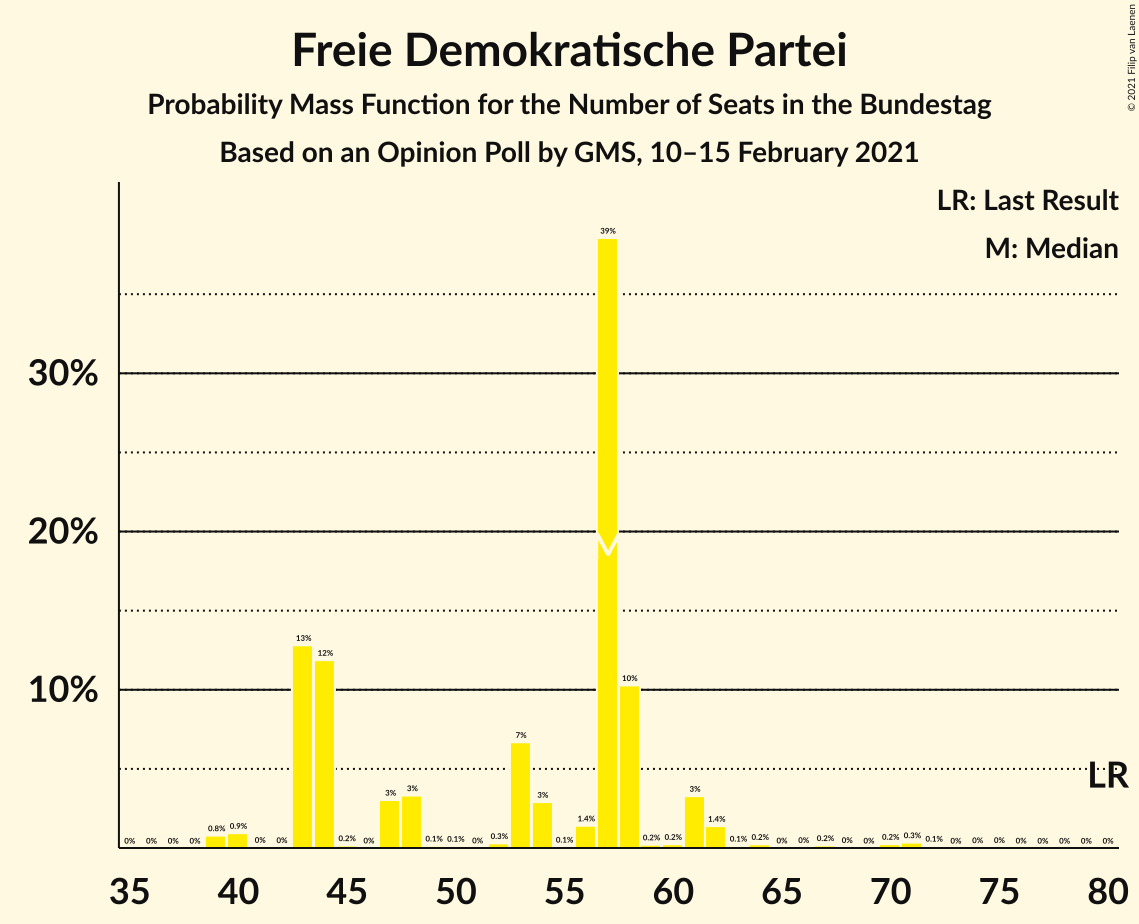 Freie Demokratische Partei
Probability Mass Function for the Number of Seats in the Bundestag
Based on an Opinion Poll by GMS, 10–15 February 2021
© 2021 Filip van Laenen
LR: Last Result
M: Median
39%
30%
20%
13%
12%
10%
10%
7%
LR
3%
3%
3%
3%
1.4%
1.4%
0.8%
0.9%
0% 0% 0% 0% 0% 0% 0.2% 0% 0.1% 0.1% 0% 0.3% 0.1% 0.2% 0.2% 0.1% 0.2% 0% 0% 0.2% 0% 0% 0.2% 0.3% 0.1% 0% 0% 0% 0% 0% 0% 0% 0%
35 40 45 50 55 60 65 70 75 80